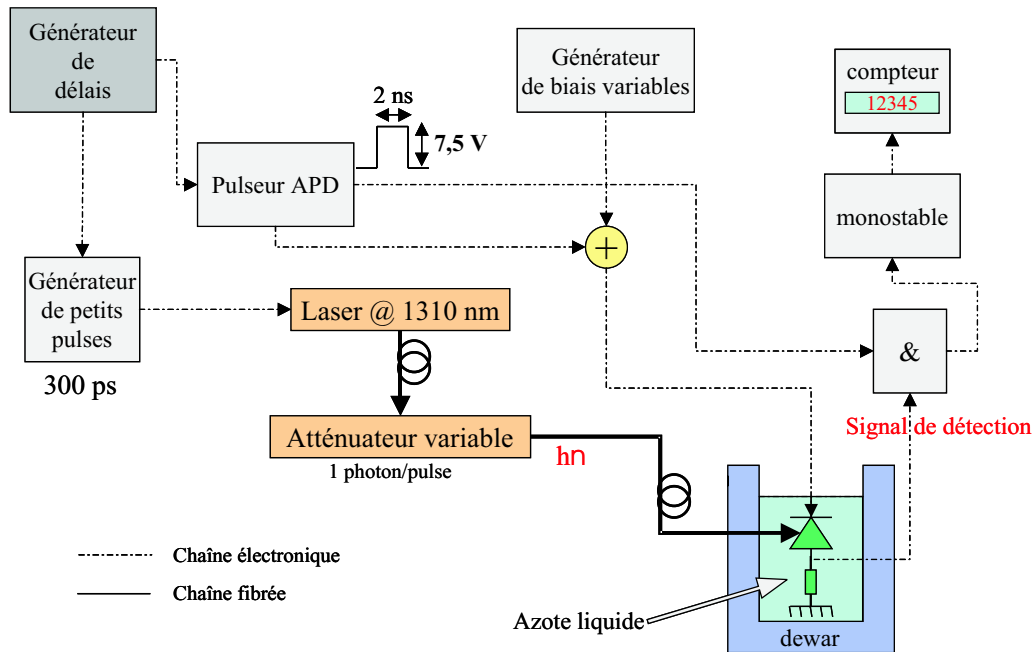 Générateur
de
délais
2 ns
7,5 V
Pulseur APD
Générateur
de biais variables
compteur
12345
monostable
+
Générateur
de petits
pulses
300 ps
Laser @ 1310 nm
&
Signal de détection
Atténuateur variable
1 photon/pulse
hn
Chaîne électronique
Chaîne fibrée
Azote liquide
dewar